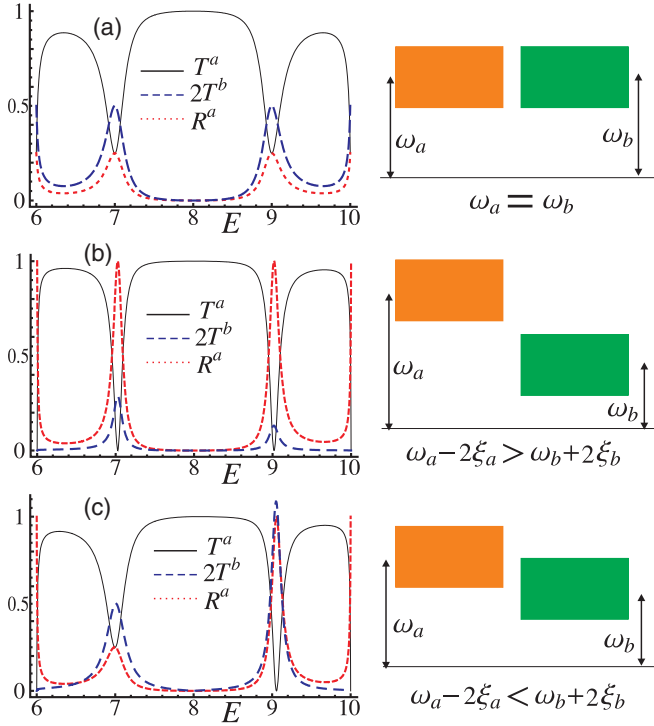 (a)
1
0.5
0
T^a
2T^b
R^a
6 7 8 9 10
E
ω_a
ω_b
ω_a = ω_b
(b)
1
0.5
0
T^a
2T^b
R^a
6 7 8 9 10
E
ω_a
ω_b
ω_a − 2ξ_a > ω_b + 2ξ_b
(c)
1
0.5
0
T^a
2T^b
R^a
6 7 8 9 10
E
ω_a
ω_b
ω_a − 2ξ_a < ω_b + 2ξ_b